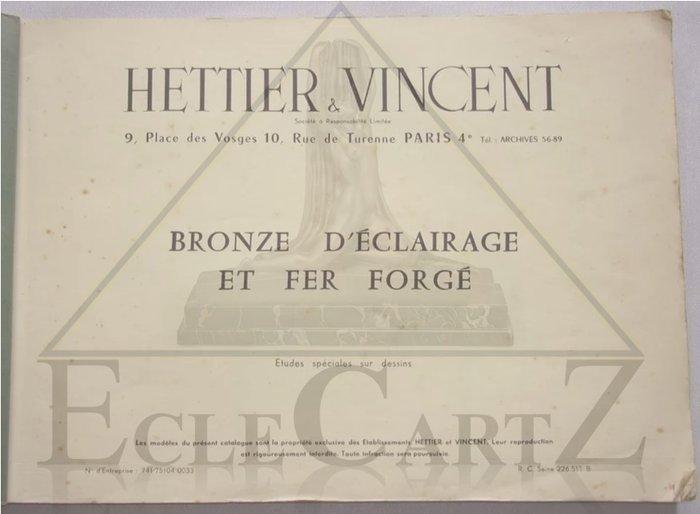 HETTIER & VINCENT
Société à Responsabilité Limitée
9, Place des Vosges 10, Rue de Turenne PARIS 4e Tél. : ARCHIVES 56-89
BRONZE D'ÉCLAIRAGE
ET FER FORGÉ
Etudes spéciales sur dessins
ECLECARTZ
Les modèles du présent catalogue sont la propriété exclusive des Etablissements HETTIER et VINCENT. Leur reproduction
est rigoureusement interdite. Toute infraction sera poursuivie.
N° d'Entreprise : 741-75104 0033
R. C. Seine 226.511 B